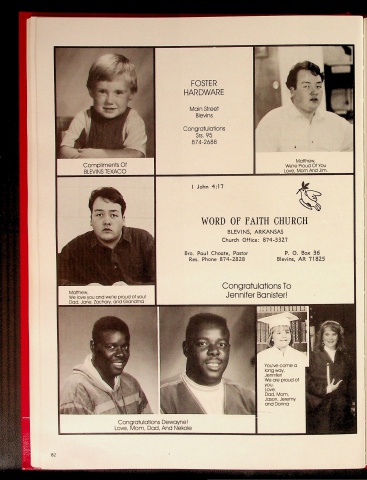 FOSTER
HARDWARE
Main Street
Blevins
Congratulations
Srs. 95
874-2688
Compliments Of
BLEVINS TEXACO
Matthew,
We're Proud Of You
Love, Mom And Jim.
1 John 4:17
WORD OF FAITH CHURCH
BLEVINS, ARKANSAS
Church Office: 874-3327
Bro. Paul Choate, Pastor
Res. Phone 874-2828
P. O. Box 56
Blevins, AR 71825
Congratulations To
Jennifer Banister!
Matthew,
We love you and we're proud of you!
Dad, Jane, Zachary, and Grandma
You've come a
long way,
Jennifer!
We are proud of
you.
Love,
Dad, Mom,
Jason, Jeremy
and Donna
Congratulations Dewayne!
Love, Mom, Dad, And Nekole
82